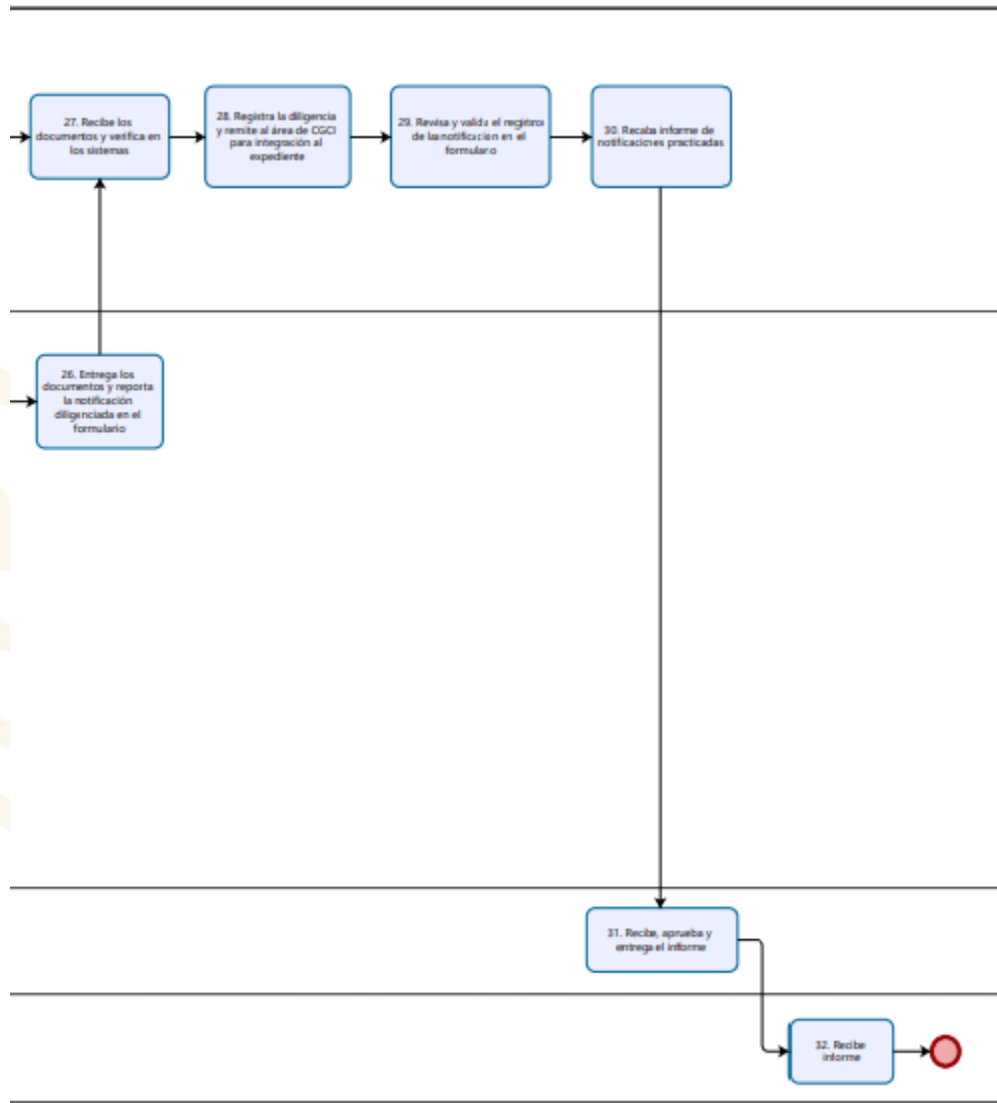 27. Recibe los
documentos y verifica en
los sistemas
28. Registra la diligencia
y remite al área de CGCI
para integración al
expediente
29. Revisa y valida el registro
de la notificación en el
formulario
30. Recaba informe de
notificaciones practicadas
26. Entrega los
documentos y reporta
la notificación
diligenciada en el
formulario
31. Recibe, aprueba y
entrega el informe
32. Recibe
informe